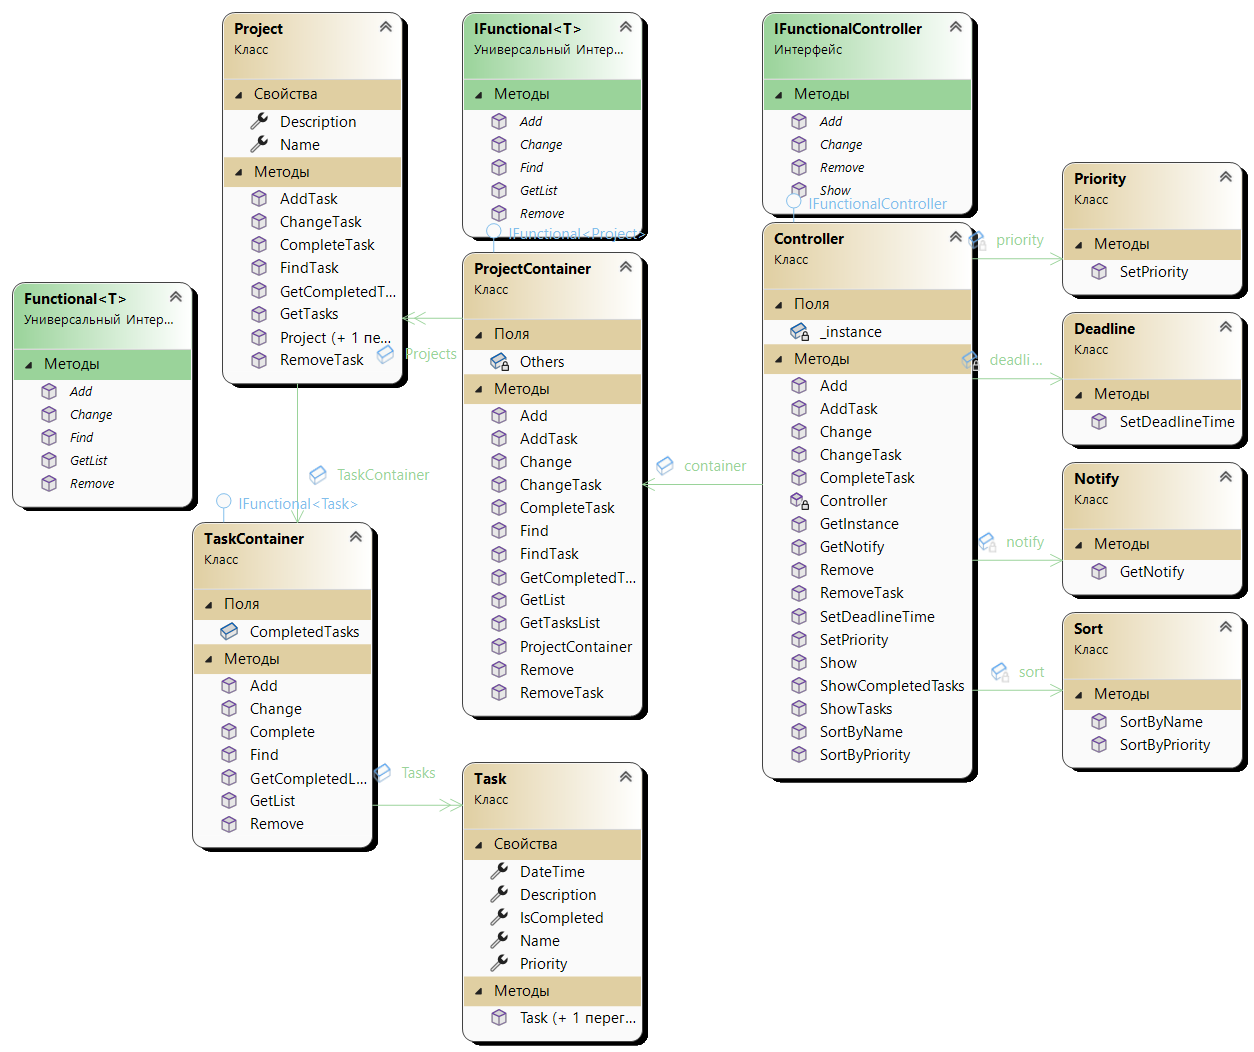 Project
Класс
Свойства
Description
Name
Методы
AddTask
ChangeTask
CompleteTask
FindTask
GetCompletedT...
GetTasks
Project (+ 1 пе...
RemoveTask
IFunctional<T>
Универсальный Интер...
Методы
Add
Change
Find
GetList
Remove
IFunctionalController
Интерфейс
Методы
Add
Change
Remove
Show
IFunctionalController
IFunctional<Project>
Functional<T>
Универсальный Интер...
Методы
Add
Change
Find
GetList
Remove
ProjectContainer
Класс
Поля
Others
Методы
Add
AddTask
Change
ChangeTask
CompleteTask
Find
FindTask
GetCompletedT...
GetList
GetTasksList
ProjectContainer
Remove
RemoveTask
Projects
Controller
Класс
Поля
_instance
Методы
Add
AddTask
Change
ChangeTask
CompleteTask
Controller
GetInstance
GetNotify
Remove
RemoveTask
SetDeadlineTime
SetPriority
Show
ShowCompletedTasks
ShowTasks
SortByName
SortByPriority
container
priority
Priority
Класс
Методы
SetPriority
deadli...
Deadline
Класс
Методы
SetDeadlineTime
notify
Notify
Класс
Методы
GetNotify
sort
Sort
Класс
Методы
SortByName
SortByPriority
TaskContainer
IFunctional<Task>
TaskContainer
Класс
Поля
CompletedTasks
Методы
Add
Change
Complete
Find
GetCompletedL...
GetList
Remove
Tasks
Task
Класс
Свойства
DateTime
Description
IsCompleted
Name
Priority
Методы
Task (+ 1 перег...